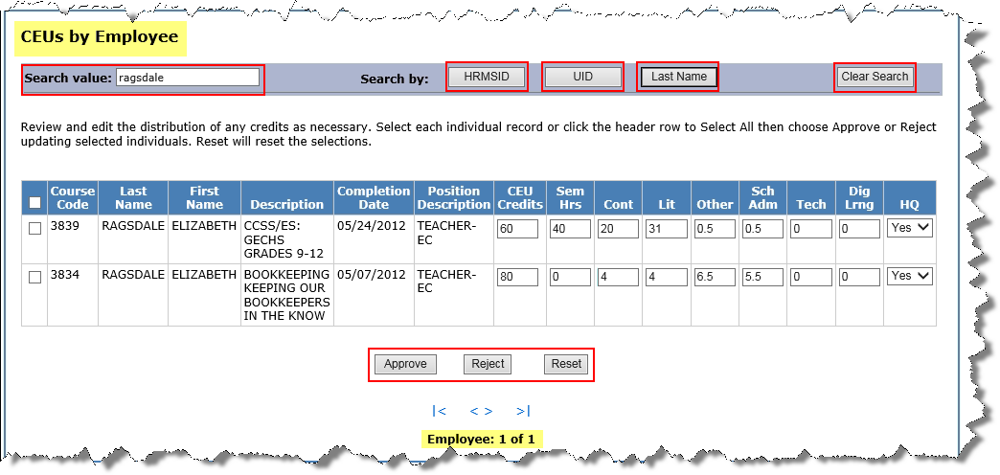 CEUs by Employee
Search value: ragsdale Search by: HRMSID UID Last Name Clear Search
Review and edit the distribution of any credits as necessary. Select each individual record or click the header row to Select All then choose Approve or Reject
updating selected individuals. Reset will reset the selections.
Course Code Last Name First Name Description Completion Date Position Description CEU Credits Sem Hrs Cont Lit Other Sch Adm Tech Dig Lrng HQ
3839 RAGSDALE ELIZABETH CCSS/ES: 05/24/2012 TEACHER- 60 40 20 31 0.5 0.5 0 0 Yes
GECHS EC
GRADES 9-12
3834 RAGSDALE ELIZABETH BOOKKEEPING 05/07/2012 TEACHER- 80 0 4 4 6.5 5.5 0 0 Yes
KEEPING OUR EC
BOOKKEEPERS
IN THE KNOW
Approve Reject Reset
|< < > >|
Employee: 1 of 1